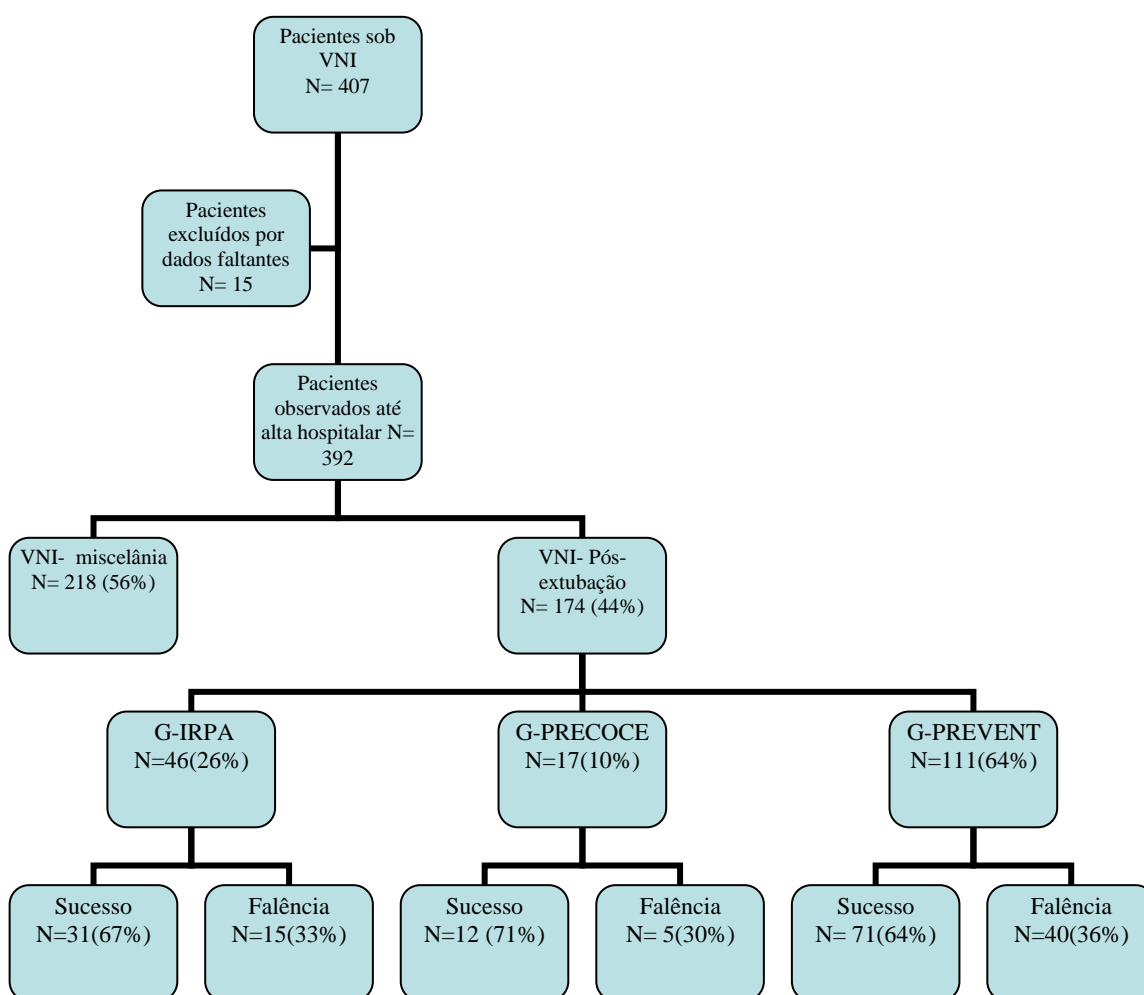 Pacientes sob
VNI
N= 407
Pacientes
excluídos por
dados faltantes
N= 15
Pacientes
observados até
alta hospitalar N=
392
VNI- miscelânia
N= 218 (56%)
VNI- Pós-
extubação
N= 174 (44%)
G-IRPA
N=46(26%)
G-PRECOCE
N=17(10%)
G-PREVENT
N=111(64%)
Sucesso
N=31(67%)
Falência
N=15(33%)
Sucesso
N=12 (71%)
Falência
N= 5(30%)
Sucesso
N= 71(64%)
Falência
N=40(36%)